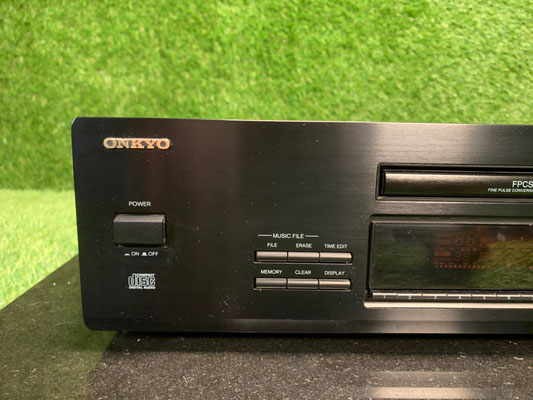 ONKYO
POWER
ON OFF
COMPACT
disc
DIGITAL AUDIO
MUSIC FILE
FILE ERASE TIME EDIT
MEMORY CLEAR DISPLAY
FPCS
FINE PULSE CONVERS